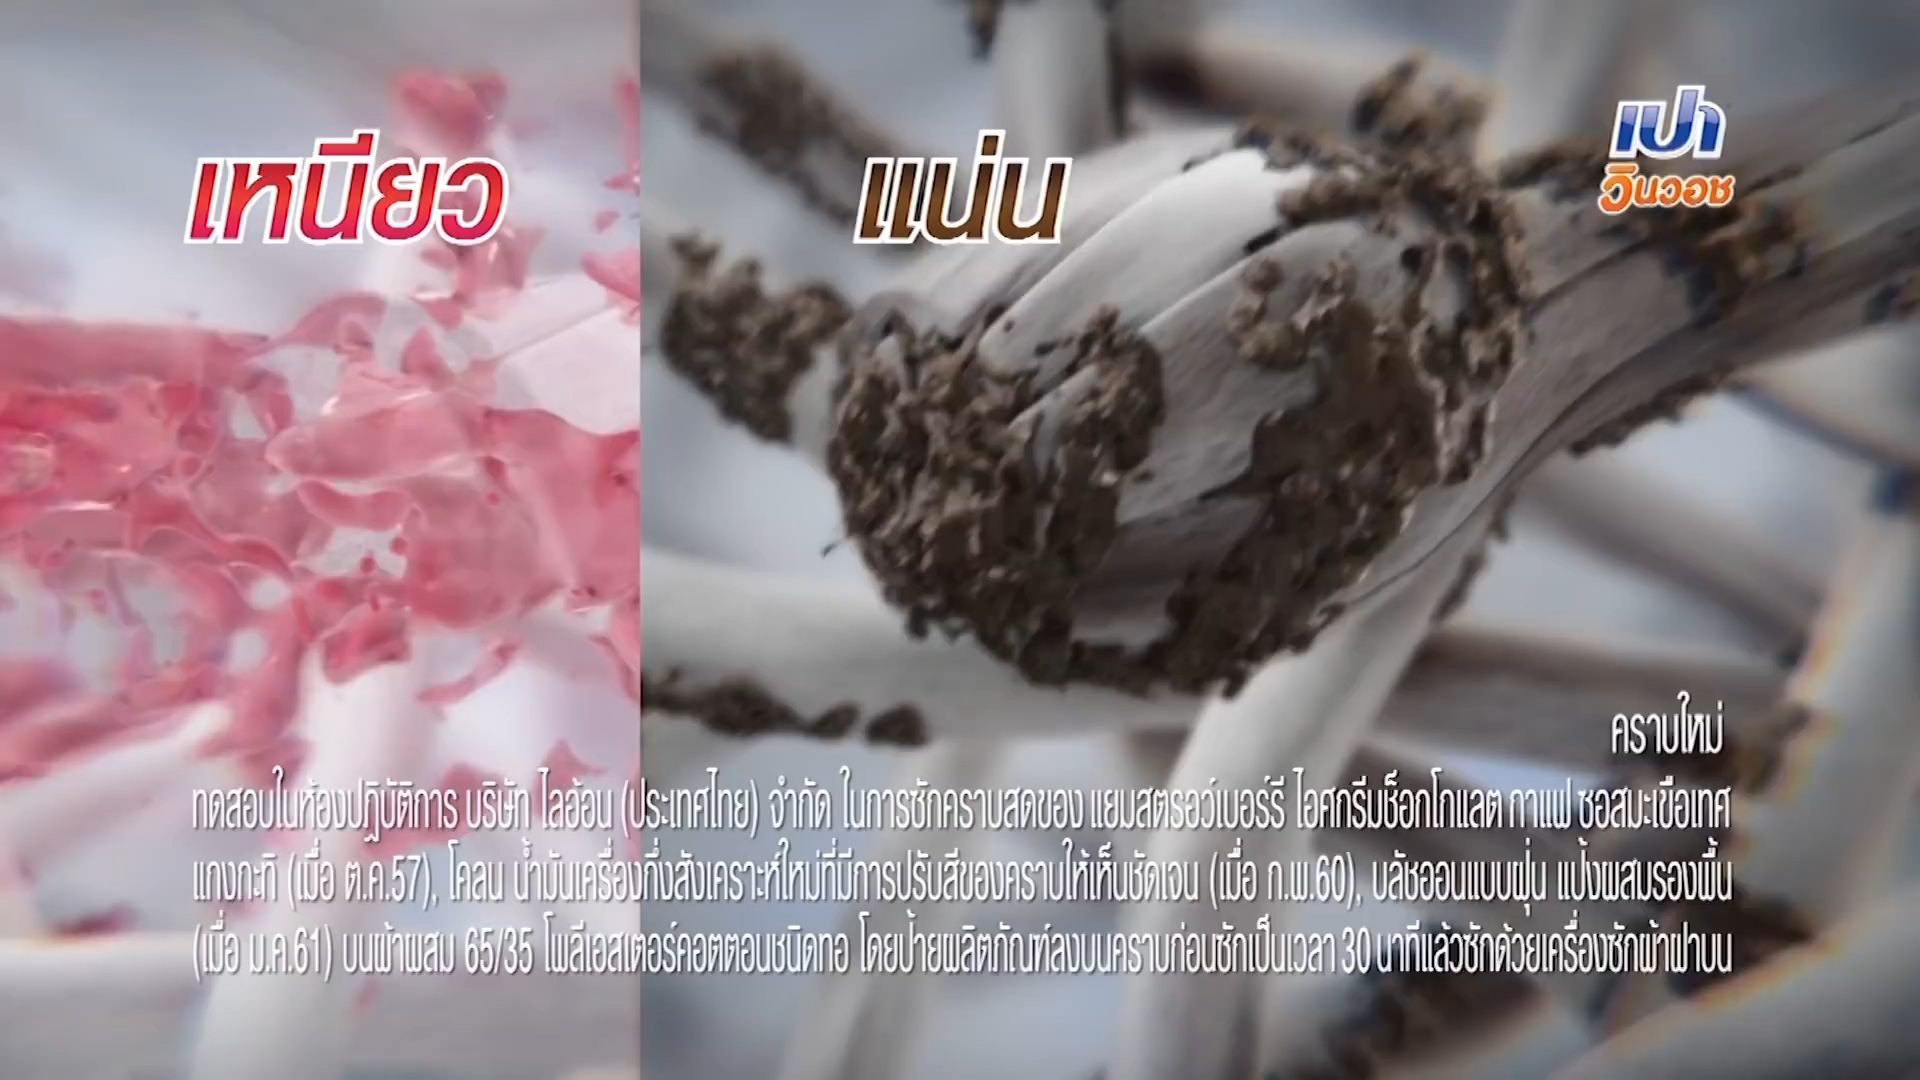 เหนียว
แน่น
เปา
วินวอช
คราบใหม่
ทดสอบในห้องปฏิบัติการ บริษัท ไลอ้อน (ประเทศไทย) จำกัด ในการซักคราบสดของ แยมสตรอว์เบอร์รี ไอศกรีมช็อกโกแลต กาแฟ ซอสมะเขือเทศ
แกงกะทิ (เมื่อ ต.ค.57), โคลน น้ำมันเครื่องกึ่งสังเคราะห์ใหม่ที่มีการปรับสีของคราบให้เห็นชัดเจน (เมื่อ ก.พ.60), บลัชออนแบบฝุ่น แป้งผสมรองพื้น
(เมื่อ ม.ค.61) บนผ้าผสม 65/35 โพลีเอสเตอร์คอตตอนชนิดทอ โดยป้ายผลิตภัณฑ์ลงบนคราบก่อนซักเป็นเวลา 30 นาทีแล้วซักด้วยเครื่องซักผ้าฝาบน